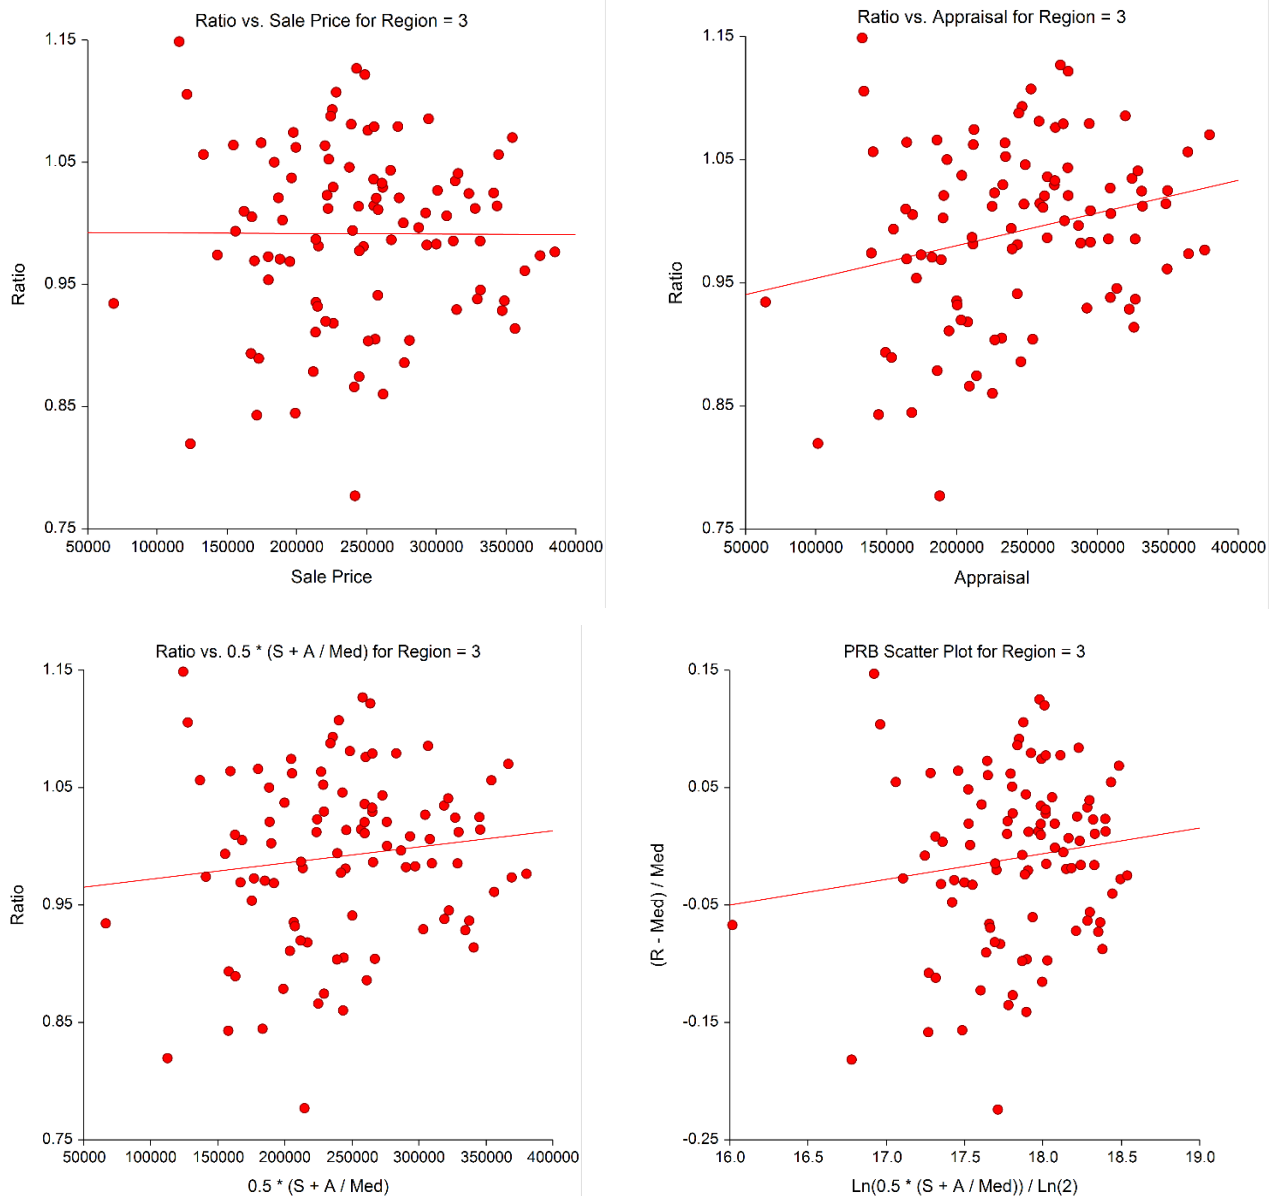 Ratio vs. Sale Price for Region = 3
1.15
1.05
0.95
0.85
0.75
Ratio
50000 100000 150000 200000 250000 300000 350000 400000
Sale Price
Ratio vs. Appraisal for Region = 3
1.15
1.05
0.95
0.85
0.75
Ratio
50000 100000 150000 200000 250000 300000 350000 400000
Appraisal
Ratio vs. 0.5 * (S + A / Med) for Region = 3
1.15
1.05
0.95
0.85
0.75
Ratio
50000 100000 150000 200000 250000 300000 350000 400000
0.5 * (S + A / Med)
PRB Scatter Plot for Region = 3
0.15
0.05
-0.05
-0.15
-0.25
(R - Med) / Med
16.0 16.5 17.0 17.5 18.0 18.5 19.0
Ln(0.5 * (S + A / Med)) / Ln(2)